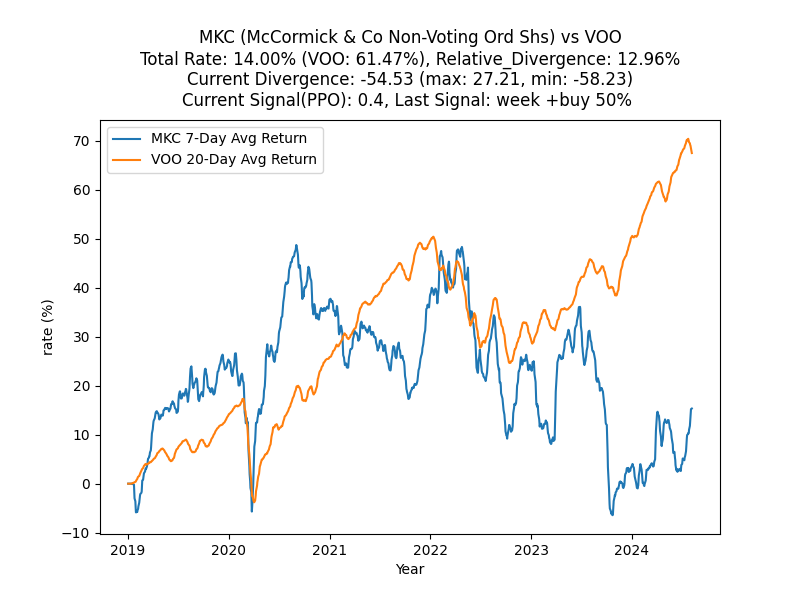 MKC (McCormick & Co Non-Voting Ord Shs) vs VOO
Total Rate: 14.00% (VOO: 61.47%), Relative_Divergence: 12.96%
Current Divergence: -54.53 (max: 27.21, min: -58.23)
Current Signal(PPO): 0.4, Last Signal: week +buy 50%
MKC 7-Day Avg Return
VOO 20-Day Avg Return
70
60
50
40
30
20
10
0
−10
rate (%)
2019 2020 2021 2022 2023 2024
Year